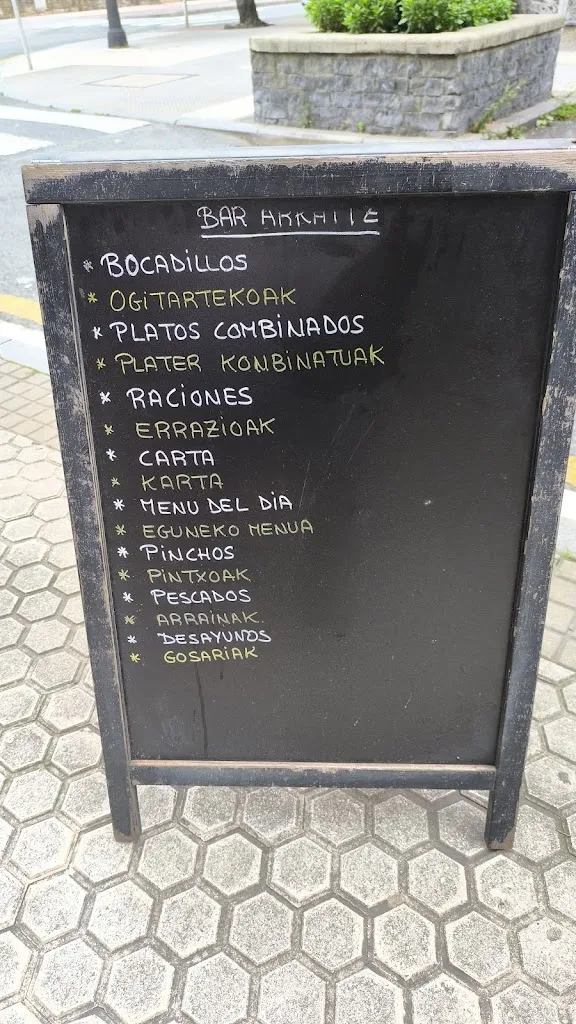 BAR
* BOCADILLOS
* OGITARTEKOAK
* PLATOS COMBINADOS
* PLATER KONBINATUAK
* RACIONES
* ERRAZIOAK
* CARTA
* KARTA
* MENU DEL DIA
* EGUNEKO MENUA
* PINCHOS
* PINTXOAK
* PESCADOS
* ARRAINAK.
* DESAYUNOS
* GOSARIAK